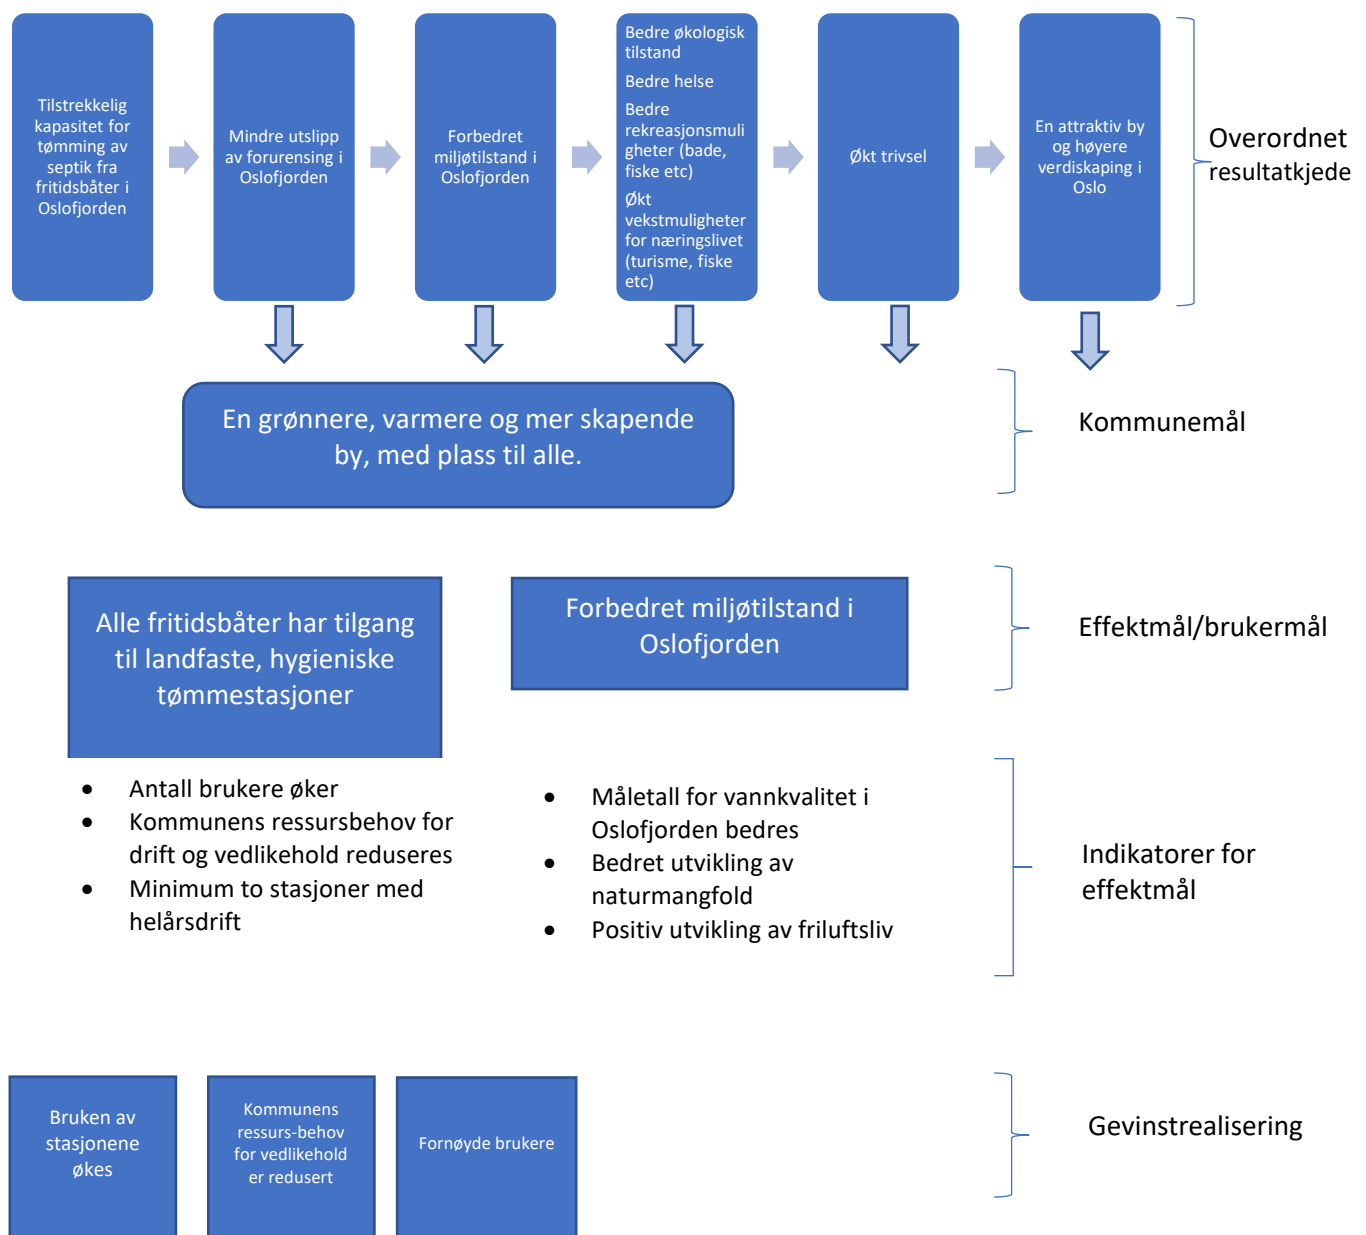 Tilstrekkelig
kapasitet for
tømming av
septik fra
fritidsbåter i
Oslofjorden
Mindre utslipp
av forurensing i
Oslofjorden
Forbedret
miljøtilstand i
Oslofjorden
Bedre økologisk
tilstand
Bedre helse
Bedre
rekreasjonsmuli
gheter (bade,
fiske etc)
Økt
vekstmuligheter
for næringslivet
(turisme, fiske
etc)
Økt trivsel
En attraktiv by
og høyere
verdiskaping i
Oslo
Overordnet
resultatkjede
En grønnere, varmere og mer skapende
by, med plass til alle.
Kommunemål
Alle fritidsbåter har tilgang
til landfaste, hygieniske
tømmestasjoner
Forbedret miljøtilstand i
Oslofjorden
Effektmål/brukermål
• Antall brukere øker
• Kommunens ressursbehov for
drift og vedlikehold reduseres
• Minimum to stasjoner med
helårsdrift
• Måletall for vannkvalitet i
Oslofjorden bedres
• Bedret utvikling av
naturmangfold
• Positiv utvikling av friluftsliv
Indikatorer for
effektmål
Bruken av
stasjonene
økes
Kommunens
ressurs-behov
for vedlikehold
er redusert
Fornøyde brukere
Gevinstrealisering